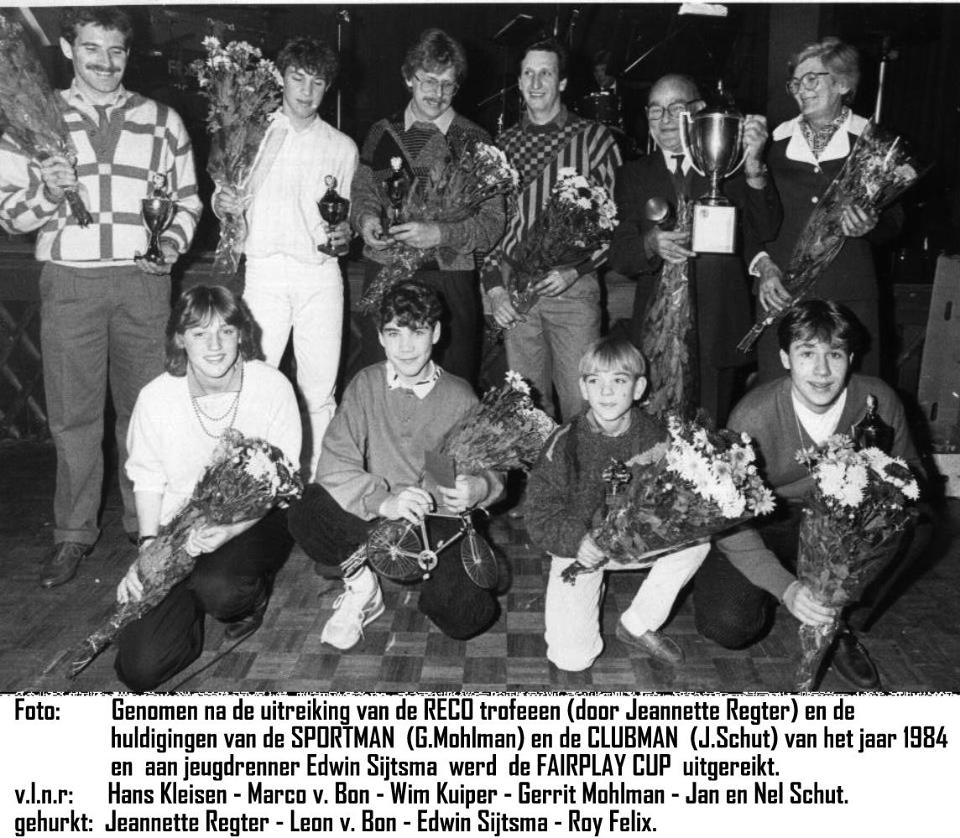 Foto: Genomen na de uitreiking van de RECO trofeeen (door Jeannette Regter) en de
huldigingen van de SPORTMAN (G.Mohlman) en de CLUBMAN (J.Schut) van het jaar 1984
en aan jeugdrenner Edwin Sijtsma werd de FAIRPLAY CUP uitgereikt.
v.l.n.r: Hans Kleisen - Marco v. Bon - Wim Kuiper - Gerrit Mohlman - Jan en Nel Schut.
gehurkt: Jeannette Regter - Leon v. Bon - Edwin Sijtsma - Roy Felix.